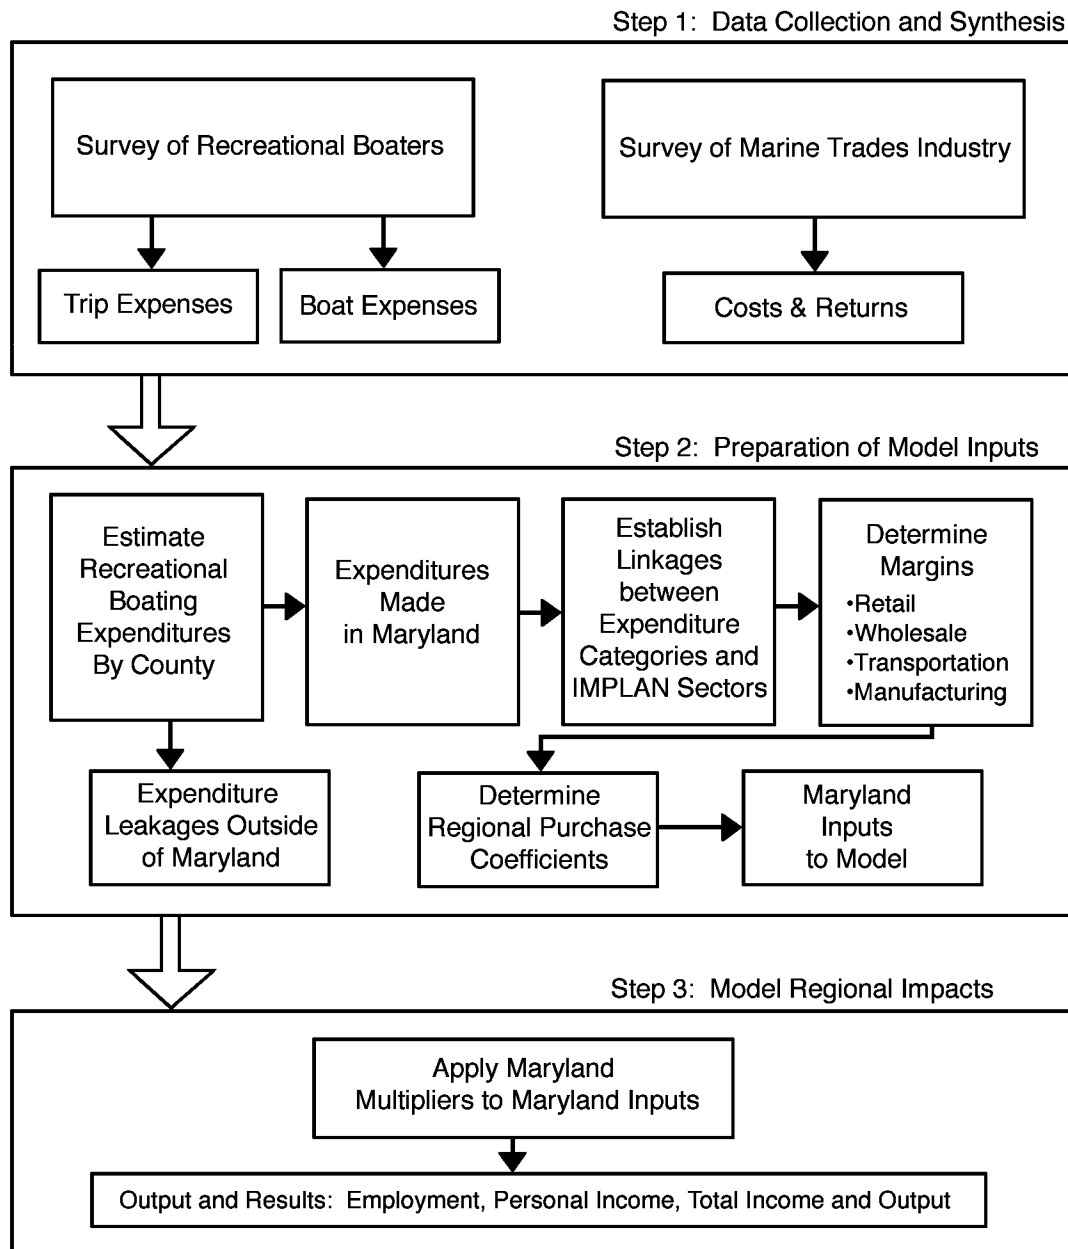 Step 1:  Data Collection and Synthesis
Survey of Recreational Boaters
Survey of Marine Trades Industry
Trip Expenses
Boat Expenses
Costs & Returns
Step 2:  Preparation of Model Inputs
Estimate
Recreational
Boating
Expenditures
By County
Expenditures
Made
in Maryland
Establish
Linkages
between
Expenditure
Categories and
IMPLAN Sectors
Determine
Margins
•Retail
•Wholesale
•Transportation
•Manufacturing
Expenditure
Leakages Outside
of Maryland
Determine
Regional Purchase
Coefficients
Maryland
Inputs
to Model
Step 3:  Model Regional Impacts
Apply Maryland
Multipliers to Maryland Inputs
Output and Results:  Employment, Personal Income, Total Income and Output